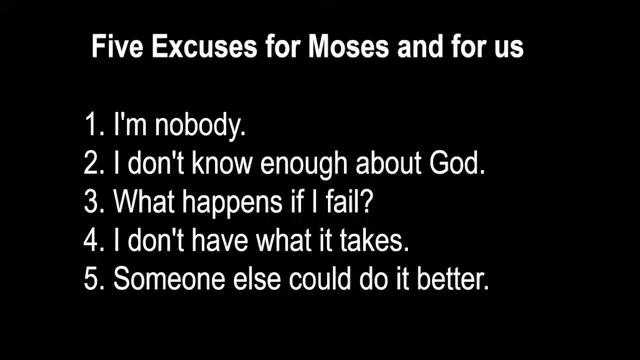 Five Excuses for Moses and for us
1. I'm nobody.
2. I don't know enough about God.
3. What happens if I fail?
4. I don't have what it takes.
5. Someone else could do it better.